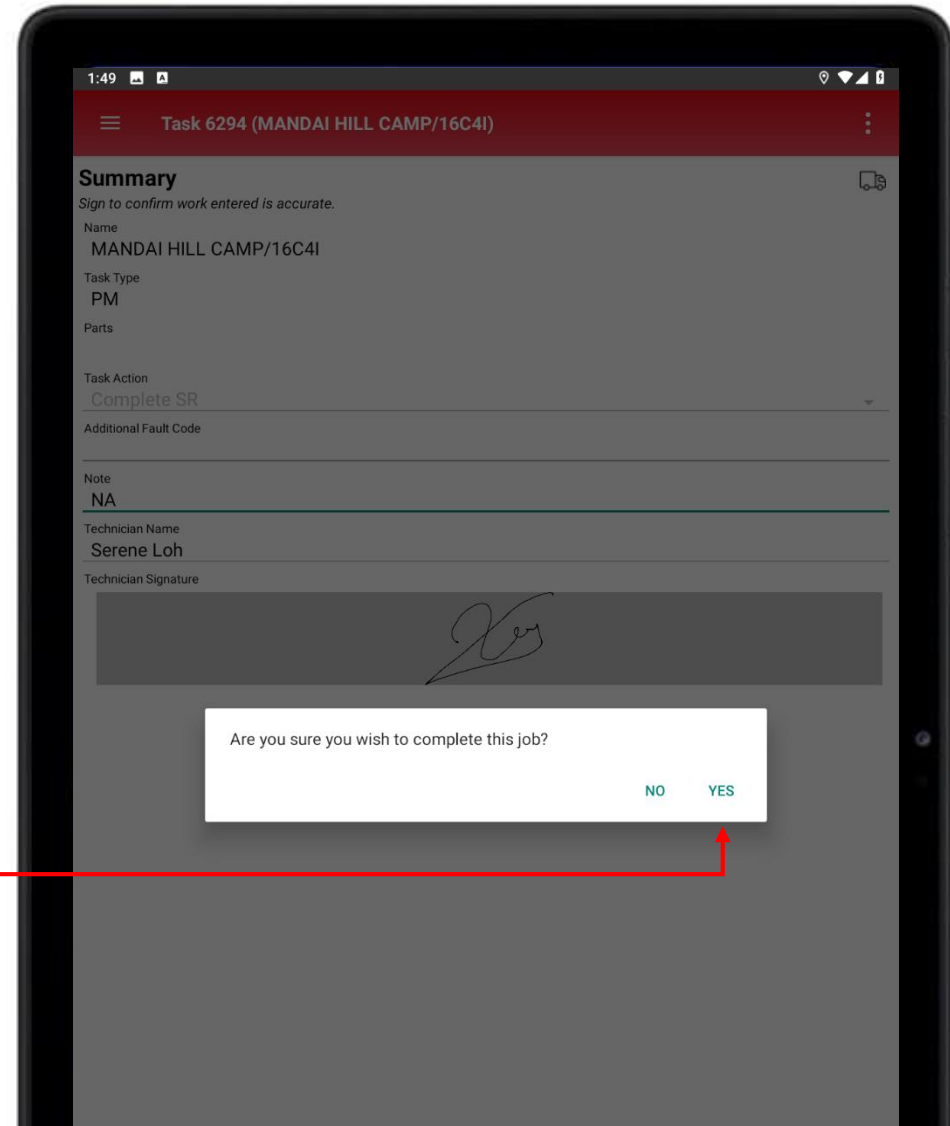 1:49
Task 6294 (MANDAI HILL CAMP/16C4I)
Summary
Sign to confirm work entered is accurate.
Name
MANDAI HILL CAMP/16C4I
Task Type
PM
Parts
Task Action
Complete SR
Additional Fault Code
Note
NA
Technician Name
Serene Loh
Technician Signature
Are you sure you wish to complete this job?
NO YES